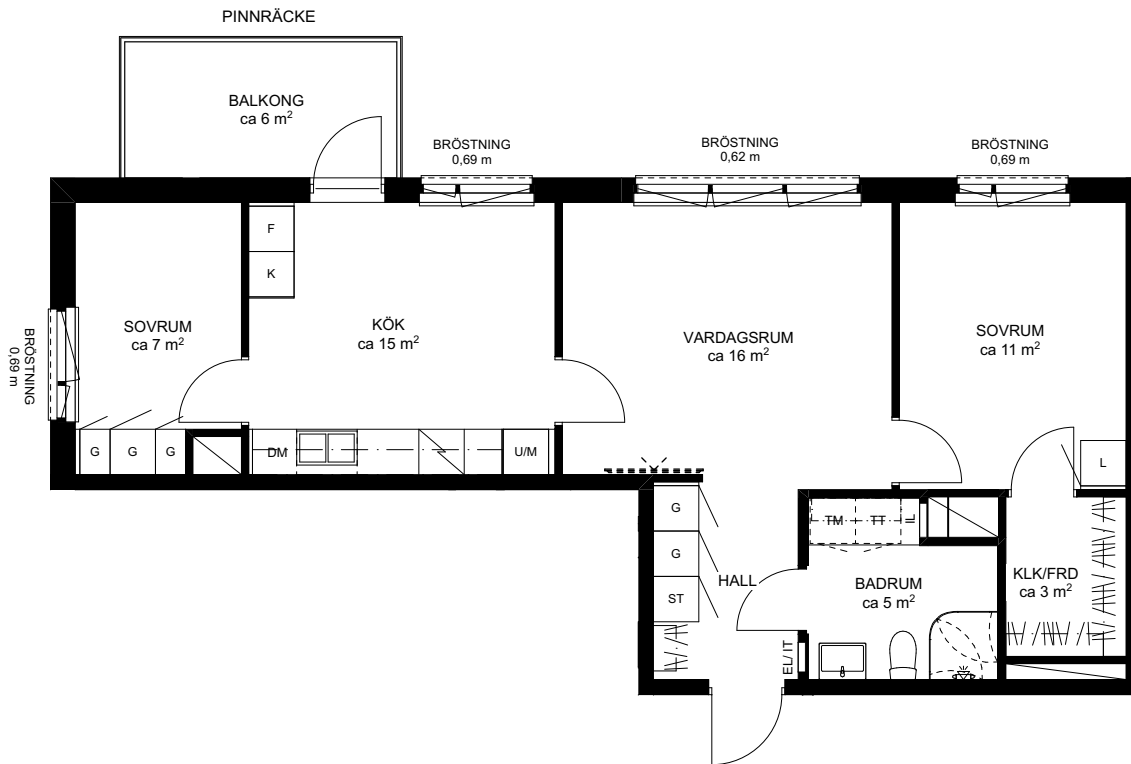 PINNRÄCKE
BALKONG
ca 6 m²
BRÖSTNING
0,69 m
BRÖSTNING
0,62 m
BRÖSTNING
0,69 m
F
K
SOVRUM
ca 7 m²
KÖK
ca 15 m²
VARDAGSRUM
ca 16 m²
SOVRUM
ca 11 m²
BRÖSTNING
0,69 m
G
G
G
DM
U/M
L
G
G
ST
HALL
TM
TT
IL
BADRUM
ca 5 m²
KLK/FRD
ca 3 m²
EL/IT